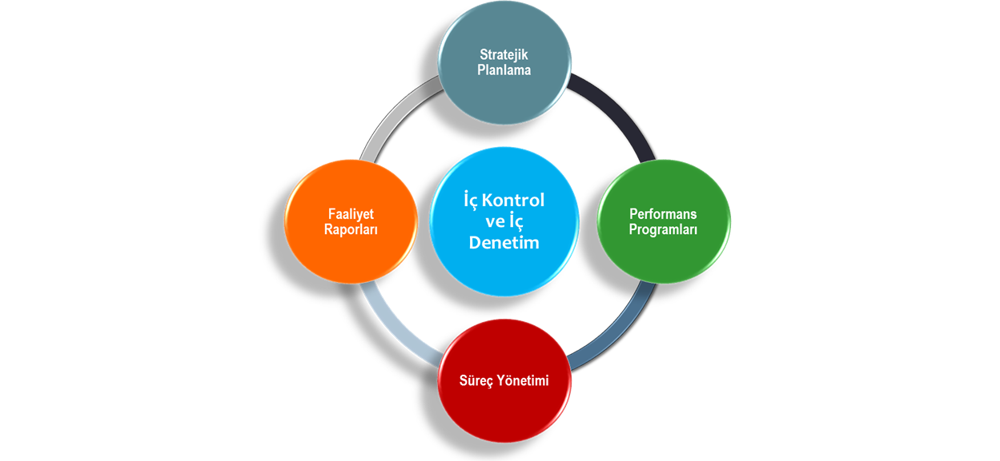 Stratejik
Planlama
Faaliyet
Raporları
İç Kontrol
ve İç
Denetim
Performans
Programları
Süreç Yönetimi